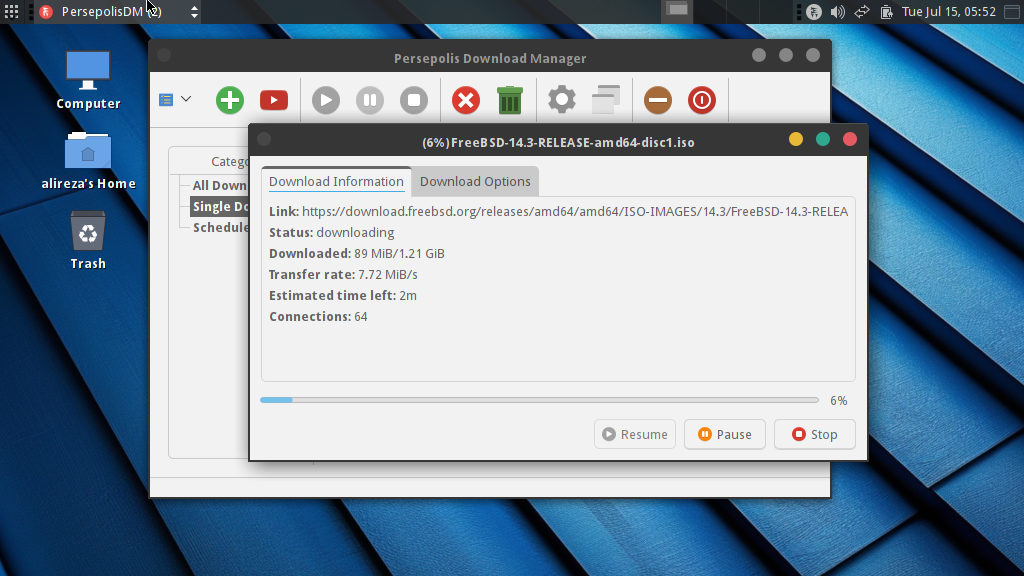 PersepolisDM (2)
Tue Jul 15, 05:52
Computer
alireza's Home
Trash
Persepolis Download Manager
Catego
All Down
Single Do
Schedule
(6%)FreeBSD-14.3-RELEASE-amd64-disc1.iso
Download Information
Download Options
Link: https://download.freebsd.org/releases/amd64/amd64/ISO-IMAGES/14.3/FreeBSD-14.3-RELEA
Status: downloading
Downloaded: 89 MiB/1.21 GiB
Transfer rate: 7.72 MiB/s
Estimated time left: 2m
Connections: 64
6%
Resume
Pause
Stop